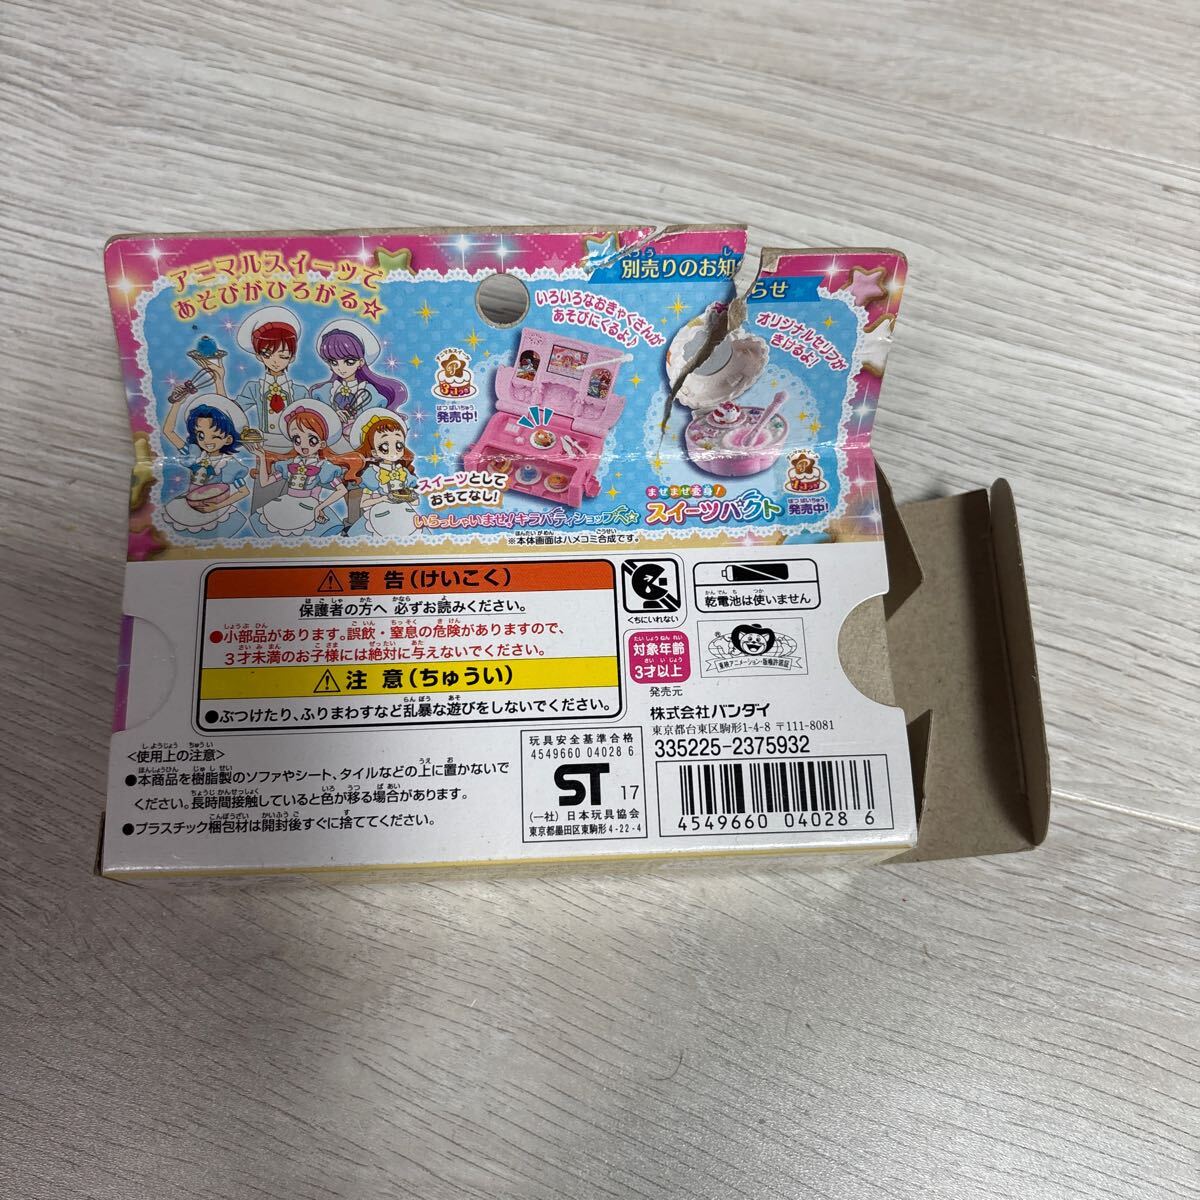 アニマルスイーツで
あそびがひろがる☆
別売りのお知らせ
いろいろなおきゃくさんが
あそびにくるよ♪
発売中!
スイーツとして
おもてなし!
いらっしゃいませ!キラパティショップ
オリジナルセリフが
きけるよ!
まぜまぜ変身!
スイーツパクト
発売中!
※本体画面はハメコミ合成です。
警告(けいこく)
保護者の方へ 必ずお読みください。
●小部品があります。誤飲・窒息の危険がありますので、
3才未満のお子様には絶対に与えないでください。
注意(ちゅうい)
●ぶつけたり、ふりまわすなど乱暴な遊びをしないでください。
<使用上の注意>
●本商品を樹脂製のソファやシート、タイルなどの上に置かないで
ください。長時間接触していると色が移る場合があります。
●プラスチック梱包材は開封後すぐに捨ててください。
くちにいれない
乾電池は使いません
対象年齢
3才以上
東映アニメーション・版権許諾証
発売元
株式会社バンダイ
東京都台東区駒形1-4-8 〒111-8081
335225-2375932
玩具安全基準合格
4549660 04028 6
ST 17
(一社)日本玩具協会
東京都墨田区東駒形4-22-4
4549660 04028 6